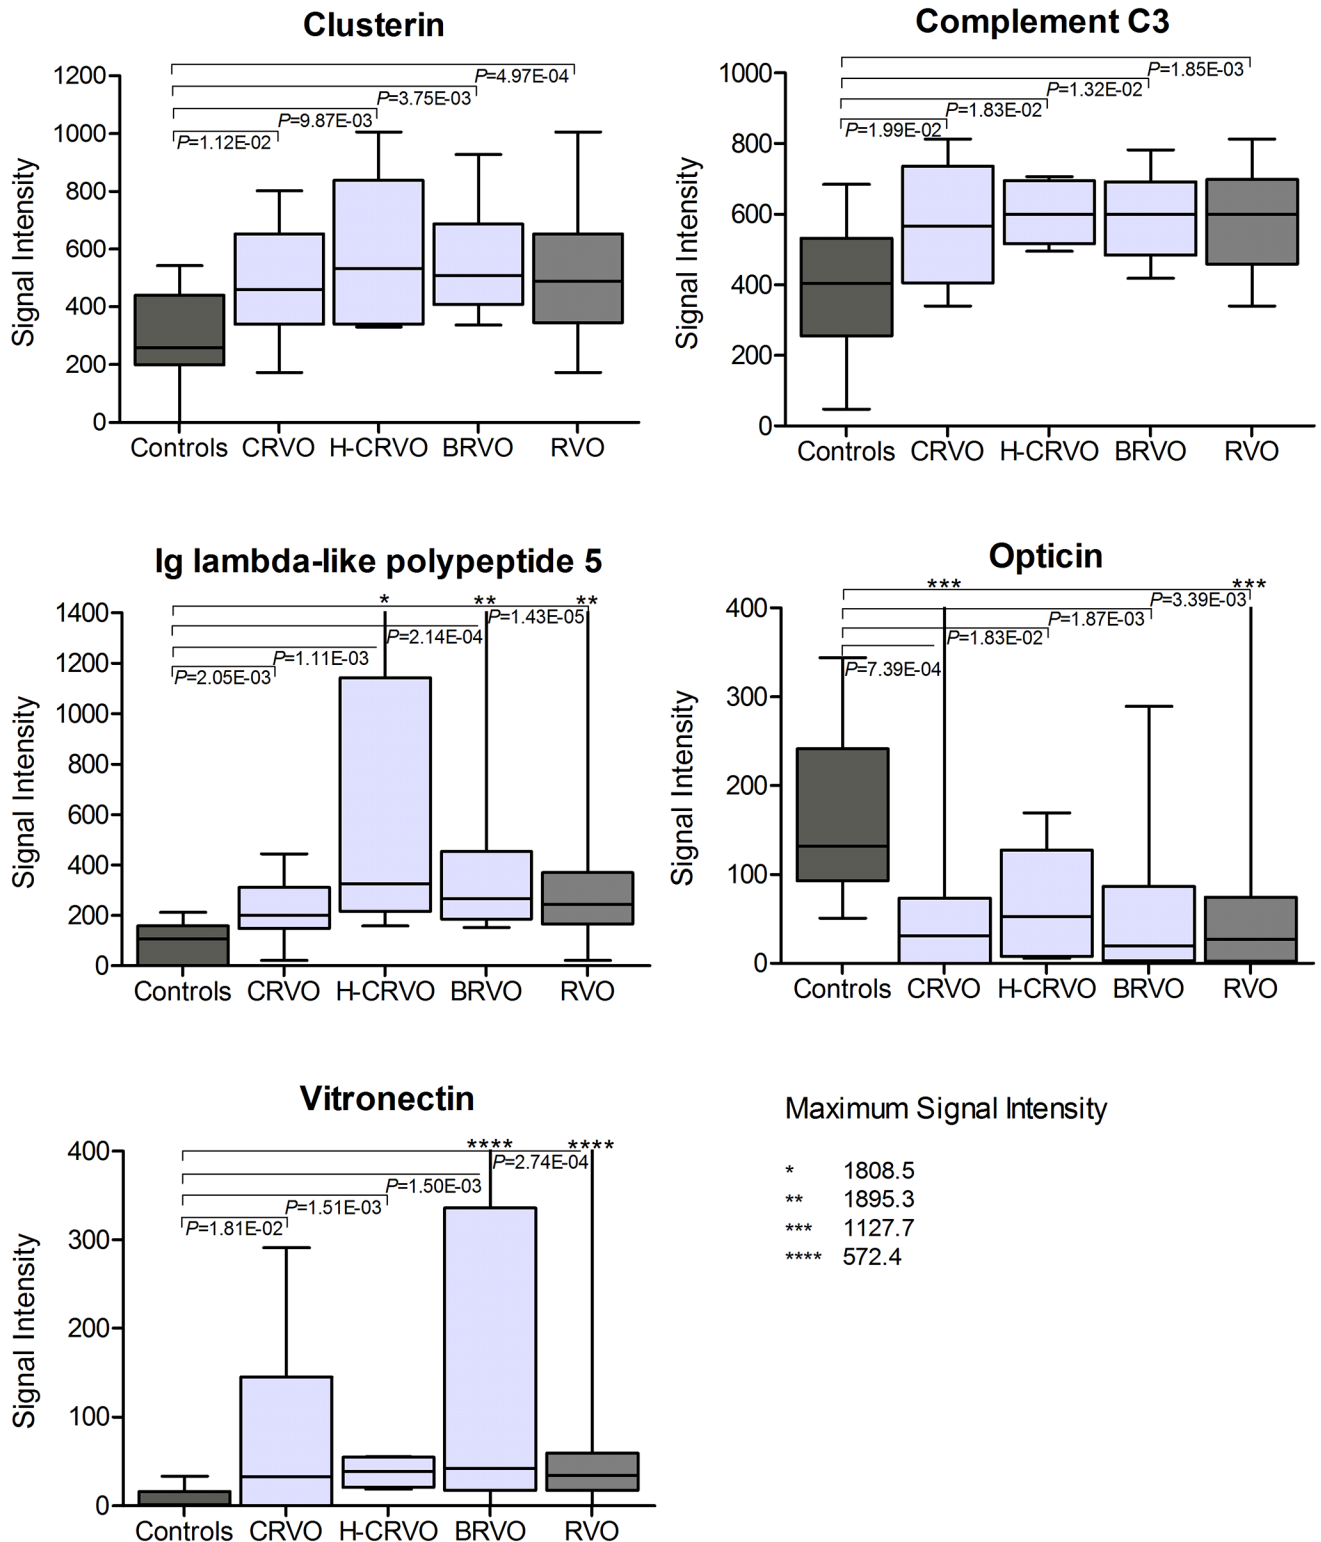 Clusterin
Signal Intensity
1200
1000
800
600
400
200
0
P=4.97E-04
P=3.75E-03
P=9.87E-03
P=1.12E-02
Controls CRVO H-CRVO BRVO RVO
Complement C3
Signal Intensity
1000
800
600
400
200
0
P=1.85E-03
P=1.32E-02
P=1.83E-02
P=1.99E-02
Controls CRVO H-CRVO BRVO RVO
Ig lambda-like polypeptide 5
Signal Intensity
1400
1200
1000
800
600
400
200
0
* ** **
P=1.43E-05
P=2.14E-04
P=1.11E-03
P=2.05E-03
Controls CRVO H-CRVO BRVO RVO
Opticin
Signal Intensity
400
300
200
100
0
*** ***
P=3.39E-03
P=1.87E-03
P=1.83E-02
P=7.39E-04
Controls CRVO H-CRVO BRVO RVO
Vitronectin
Signal Intensity
400
300
200
100
0
**** ****
P=2.74E-04
P=1.50E-03
P=1.51E-03
P=1.81E-02
Controls CRVO H-CRVO BRVO RVO
Maximum Signal Intensity
* 1808.5
** 1895.3
*** 1127.7
**** 572.4